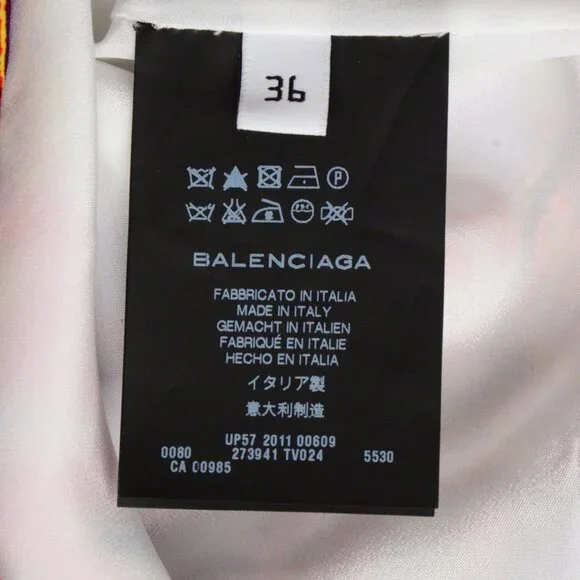 36
P
BALENCIAGA
FABBRICATO IN ITALIA
MADE IN ITALY
GEMACHT IN ITALIEN
FABRIQUÉ EN ITALIE
HECHO EN ITALIA
イタリア製
意大利制造
UP57 2011 00609
0080 273941 TV024 5530
CA 00985